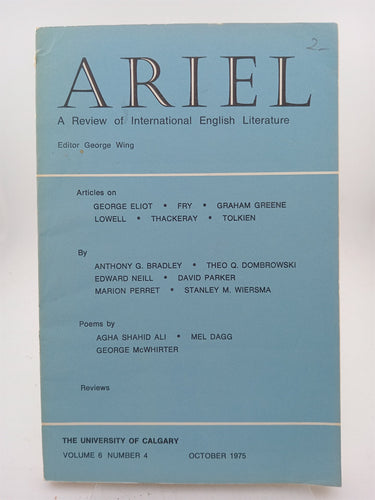 2_
ARIEL
A Review of International English Literature
Editor George Wing
Articles on
GEORGE ELIOT • FRY • GRAHAM GREENE
LOWELL • THACKERAY • TOLKIEN
By
ANTHONY G. BRADLEY • THEO Q. DOMBROWSKI
EDWARD NEILL • DAVID PARKER
MARION PERRET • STANLEY M. WIERSMA
Poems by
AGHA SHAHID ALI • MEL DAGG
GEORGE McWHIRTER
Reviews
THE UNIVERSITY OF CALGARY
VOLUME 6 NUMBER 4 OCTOBER 1975